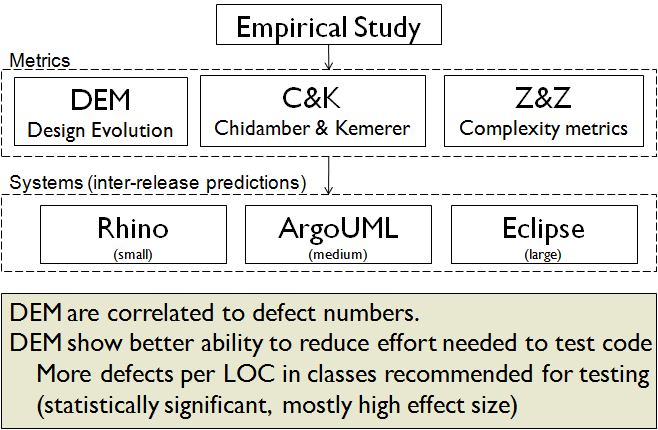 Empirical Study
Metrics
DEM
Design Evolution
C&K
Chidamber & Kemerer
Z&Z
Complexity metrics
Systems (inter-release predictions)
Rhino
(small)
ArgoUML
(medium)
Eclipse
(large)
DEM are correlated to defect numbers.
DEM show better ability to reduce effort needed to test code
More defects per LOC in classes recommended for testing
(statistically significant, mostly high effect size)